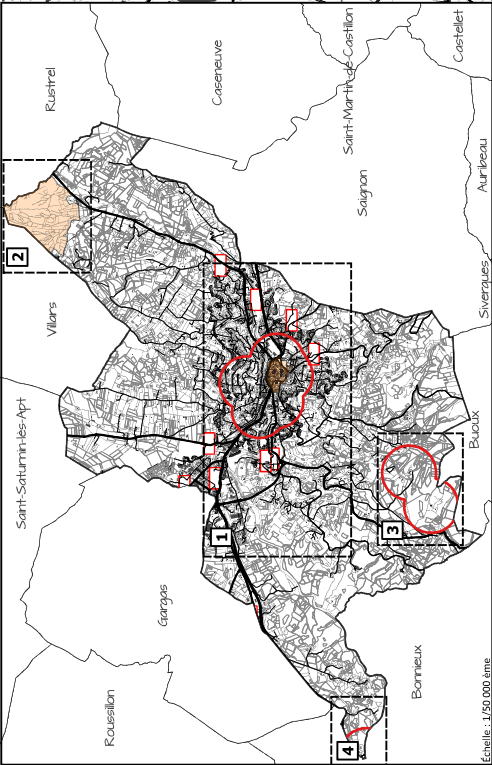 Rustrel
Caseneuve
Saint-Martin-de-Castillon
Castellet
Auribeau
Saignon
2
Villars
Sivergues
Saint-Saturnin-lès-Apt
Buoux
1
3
Gargas
Bonnieux
Roussillon
4
Échelle : 1/50 000 ème